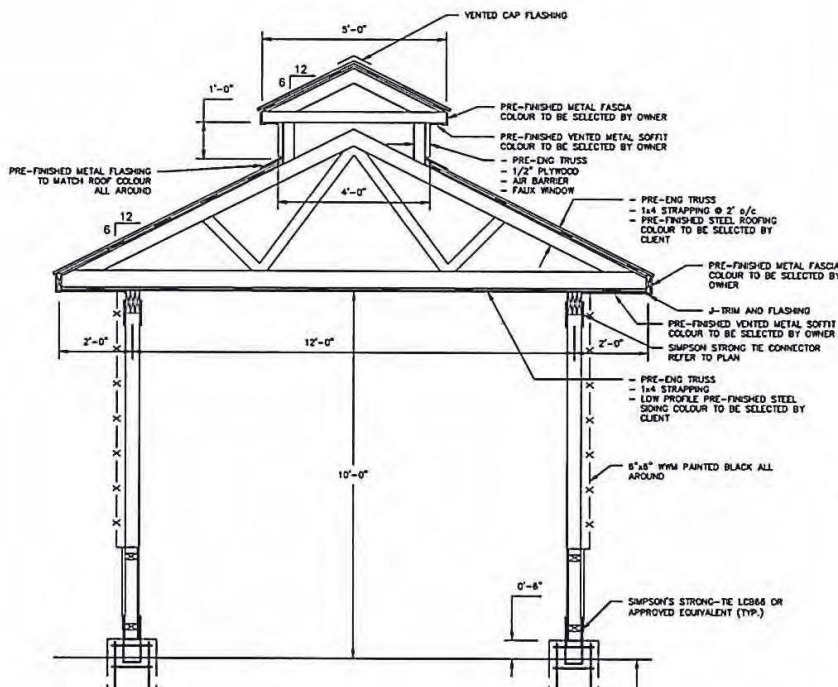 VENTED CAP FLASHING
5'-0"
12
6
1'-0"
PRE-FINISHED METAL FASCIA
COLOUR TO BE SELECTED BY OWNER
PRE-FINISHED VENTED METAL SOFFIT
COLOUR TO BE SELECTED BY OWNER
- PRE-ENG TRUSS
- 1/2" PLYWOOD
- AIR BARRIER
- FAUX WINDOW
PRE-FINISHED METAL FLASHING
TO MATCH ROOF COLOUR
ALL AROUND
4'-0"
12
6
- PRE-ENG TRUSS
- 1x4 STRAPPING @ 2' o/c
- PRE-FINISHED STEEL ROOFING
COLOUR TO BE SELECTED BY
CLIENT
PRE-FINISHED METAL FASCIA
COLOUR TO BE SELECTED BY
OWNER
J-TRIM AND FLASHING
PRE-FINISHED VENTED METAL SOFFIT
COLOUR TO BE SELECTED BY OWNER
2'-0"
12'-0"
2'-0"
SIMPSON STRONG TIE CONNECTOR
REFER TO PLAN
- PRE-ENG TRUSS
- 1x4 STRAPPING
- LOW PROFILE PRE-FINISHED STEEL
SIDING COLOUR TO BE SELECTED BY
CLIENT
10'-0"
6"x6" WWM PAINTED BLACK ALL
AROUND
0'-6"
SIMPSON'S STRONG-TIE LCB66 OR
APPROVED EQUIVALENT (TYP.)